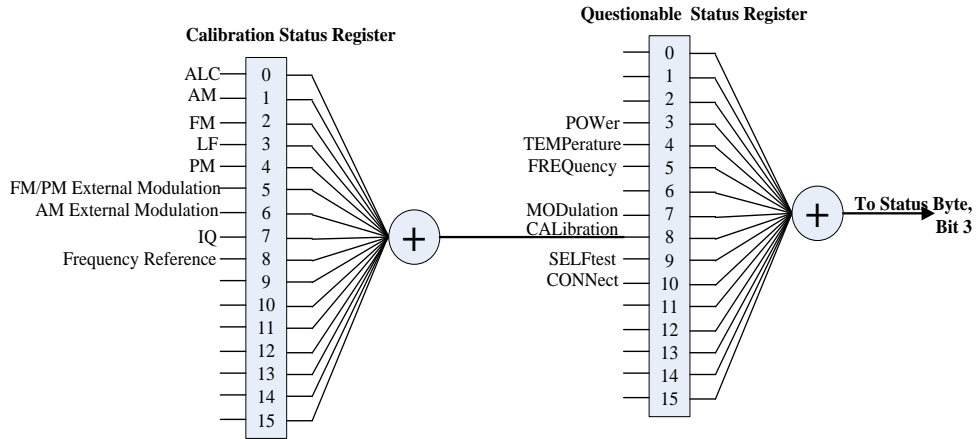 Questionable Status Register
Calibration Status Register
ALC 0
AM 1
FM 2
LF 3
PM 4
FM/PM External Modulation 5
AM External Modulation 6
IQ 7
Frequency Reference 8
9
10
11
12
13
14
15
+
0
1
2
POWer 3
TEMPerature 4
FREQuency 5
6
MODulation 7
CALibration 8
SELFtest 9
CONNect 10
11
12
13
14
15
+
To Status Byte,
Bit 3